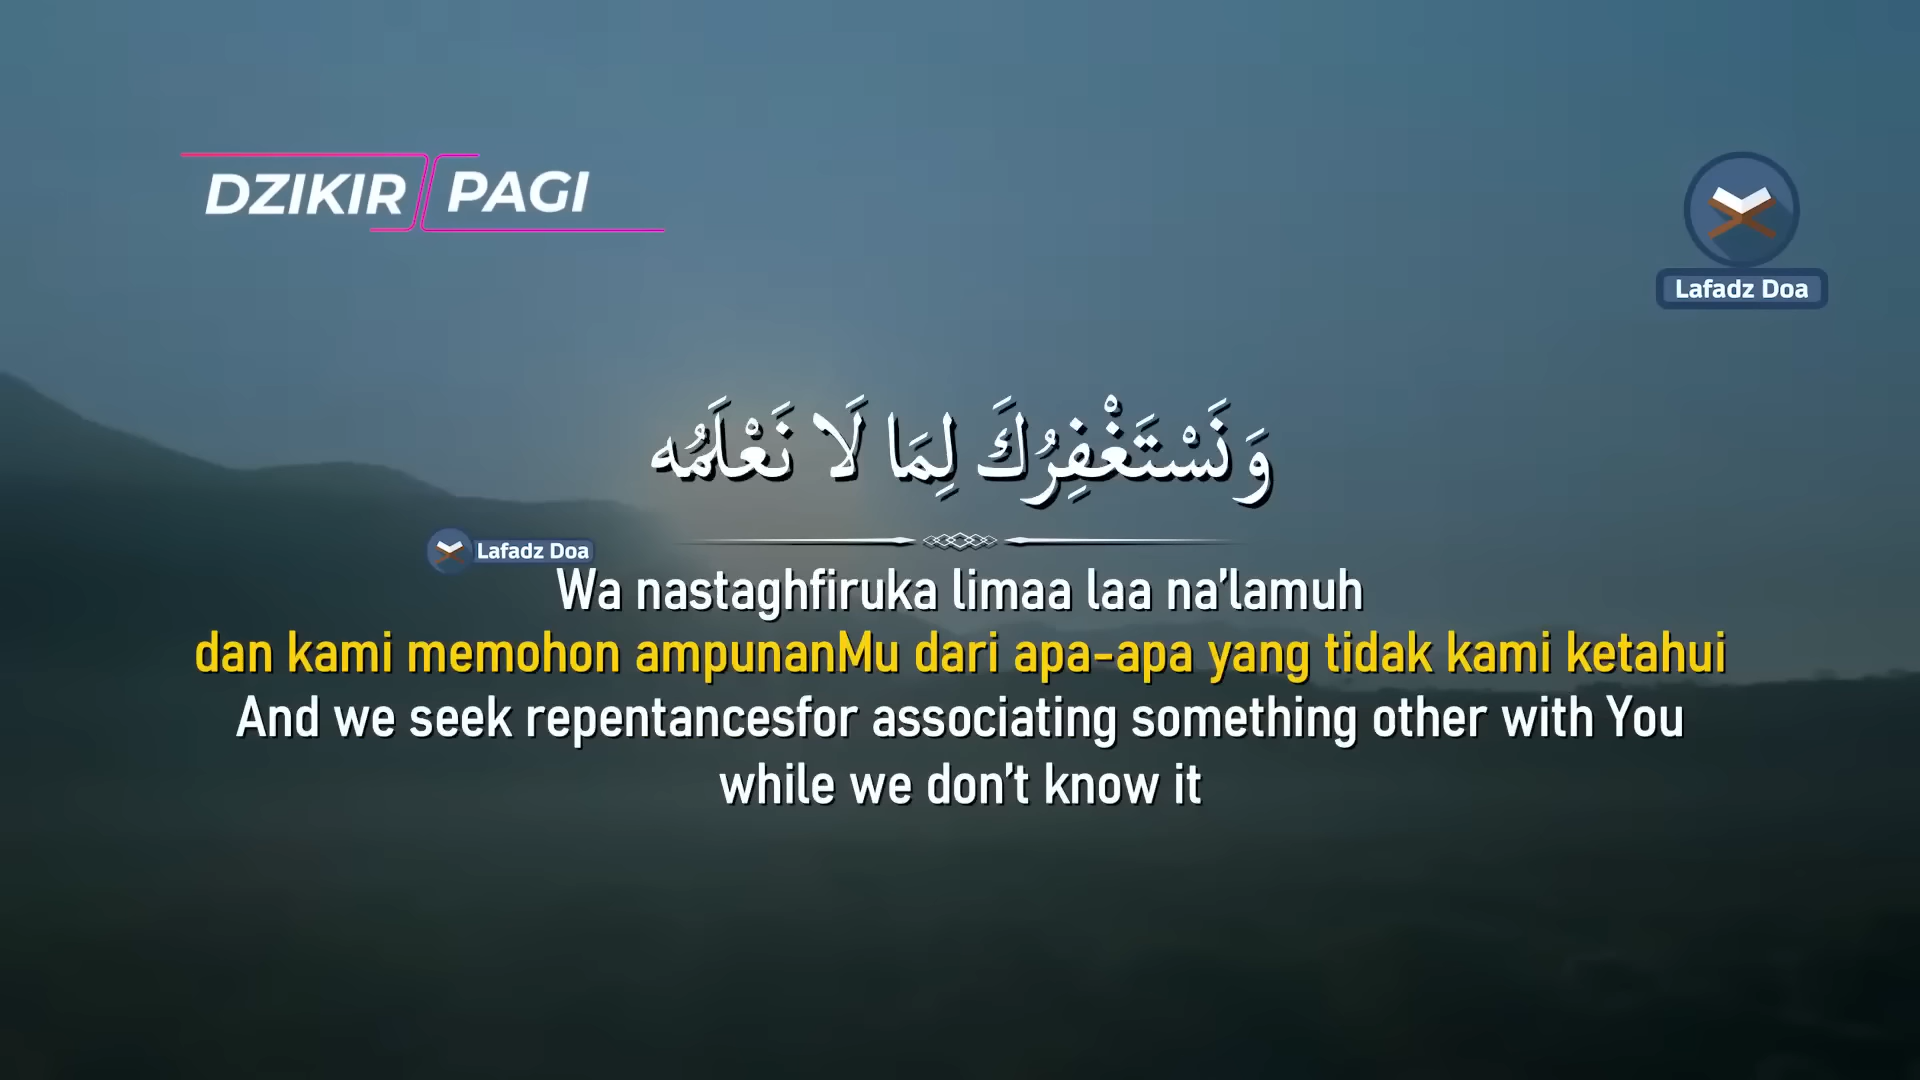 DZIKIR PAGI
Lafadz Doa
وَنَسْتَغْفِرُكَ لِمَا لَا نَعْلَمُه
Lafadz Doa
Wa nastaghfiruka limaa laa na’lamuh
dan kami memohon ampunanMu dari apa-apa yang tidak kami ketahui
And we seek repentancesfor associating something other with You
while we don’t know it